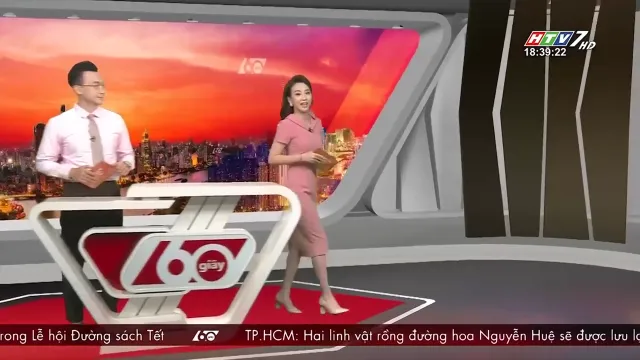 HTV7 HD
18:39:22
60
60
giây
rong Lễ hội Đường sách Tết 60 TP.HCM: Hai linh vật rồng đường hoa Nguyễn Huệ sẽ được lưu lạ